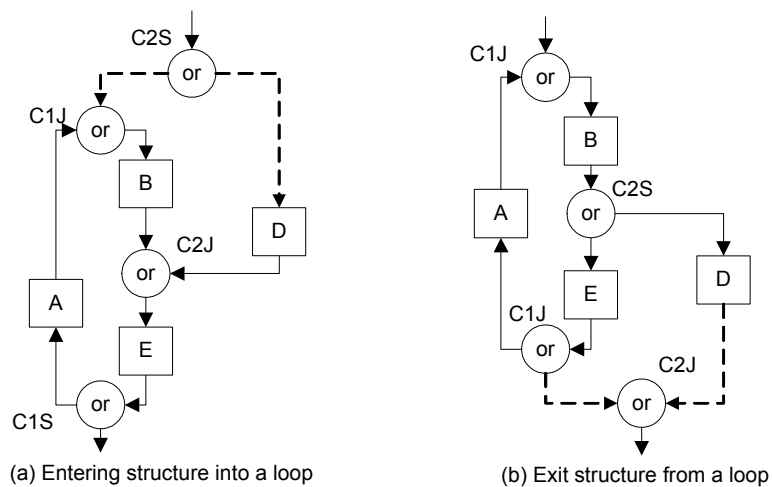 C2S
or
C1J
or
B
D
C2J
or
A
E
or
C1S
(a) Entering structure into a loop
C1J
or
B
C2S
A
or
D
E
C1J
or
C2J
or
(b) Exit structure from a loop